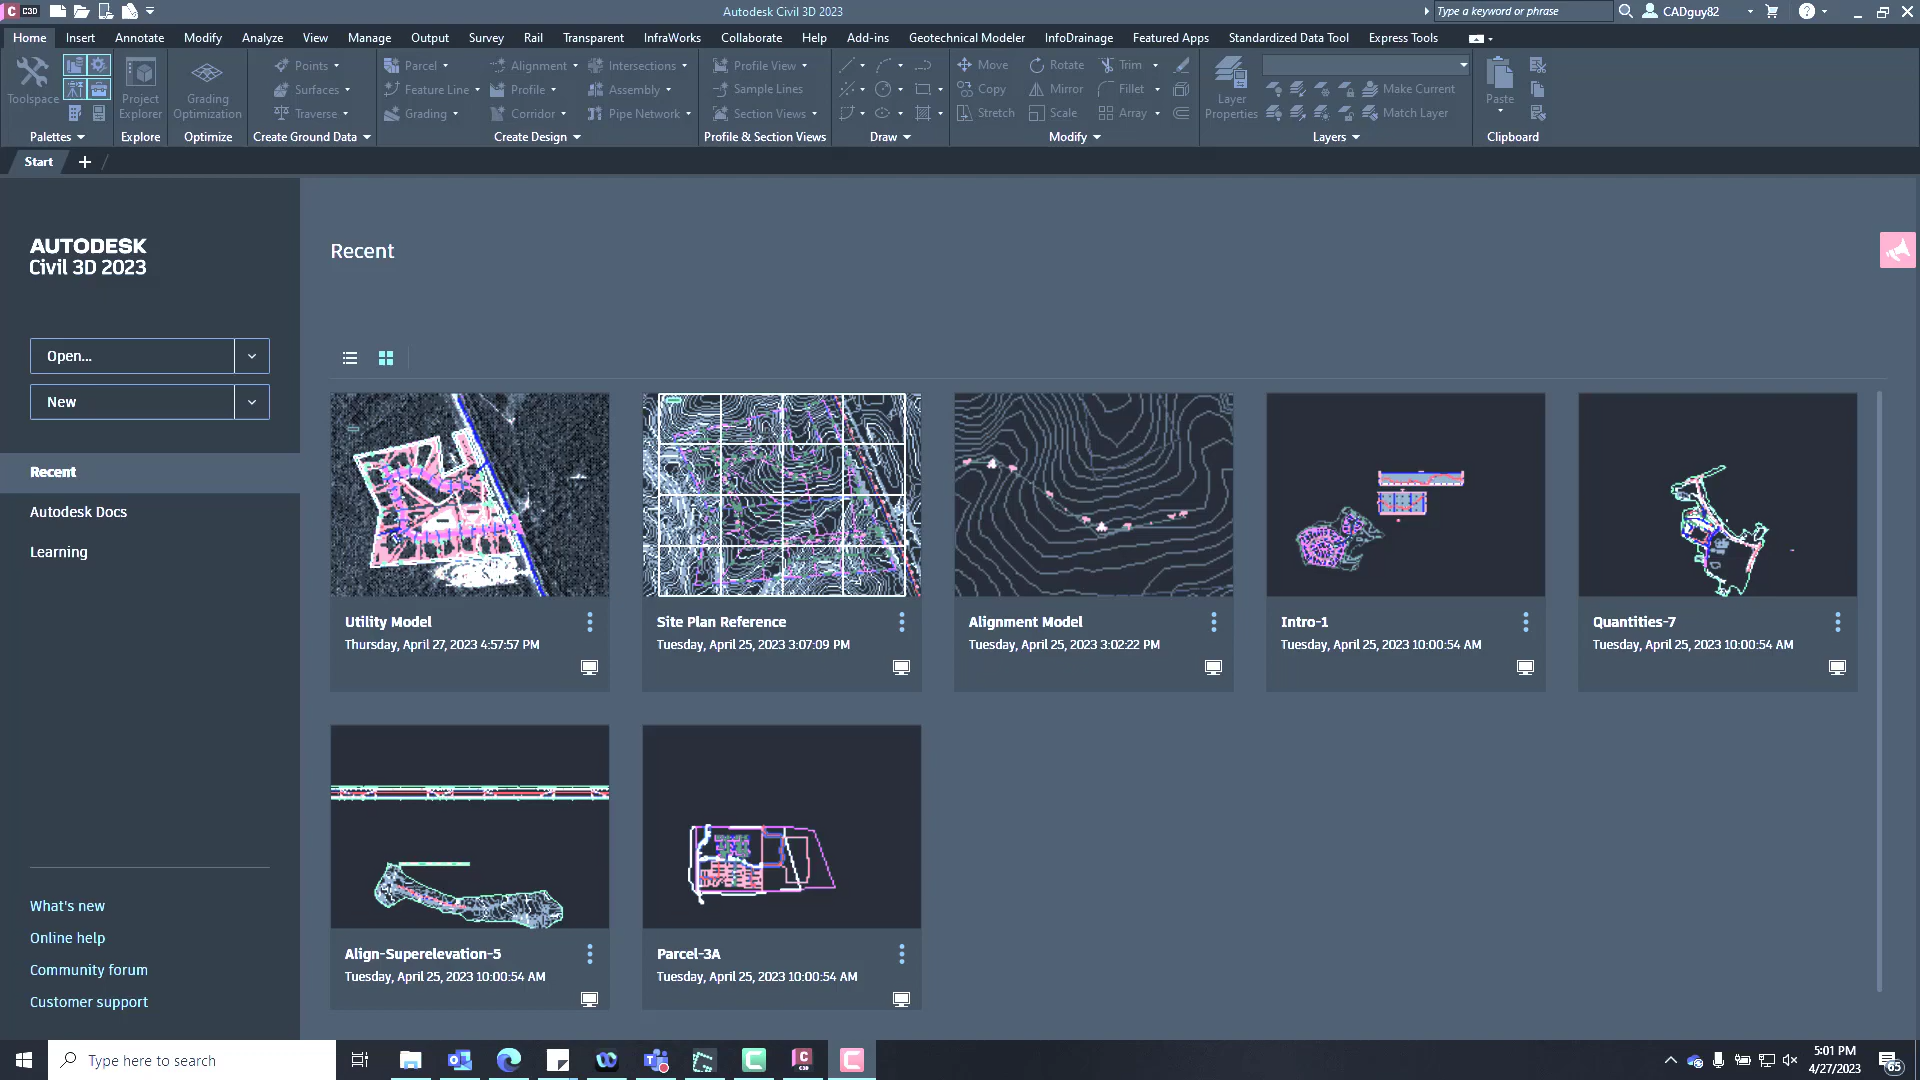 C C3D Autodesk Civil 3D 2023 Type a keyword or phrase CADguy82 ?
Home Insert Annotate Modify Analyze View Manage Output Survey Rail Transparent InfraWorks Collaborate Help Add-ins Geotechnical Modeler InfoDrainage Featured Apps Standardized Data Tool Express Tools
Points Parcel Alignment Intersections Profile View Move Rotate Trim
Toolspace Project Explorer Grading Optimization Surfaces Feature Line Profile Assembly Sample Lines Copy Mirror Fillet Layer Properties Make Current Paste
Traverse Grading Corridor Pipe Network Section Views Stretch Scale Array Match Layer
Palettes Explore Optimize Create Ground Data Create Design Profile & Section Views Draw Modify Layers Clipboard
Start
AUTODESK
Civil 3D 2023
Open...
New
Recent
Autodesk Docs
Learning
What's new
Online help
Community forum
Customer support
Recent
Utility Model
Thursday, April 27, 2023 4:57:57 PM
Site Plan Reference
Tuesday, April 25, 2023 3:07:09 PM
Alignment Model
Tuesday, April 25, 2023 3:02:22 PM
Intro-1
Tuesday, April 25, 2023 10:00:54 AM
Quantities-7
Tuesday, April 25, 2023 10:00:54 AM
Align-Superelevation-5
Tuesday, April 25, 2023 10:00:54 AM
Parcel-3A
Tuesday, April 25, 2023 10:00:54 AM
Type here to search
5:01 PM
4/27/2023
65